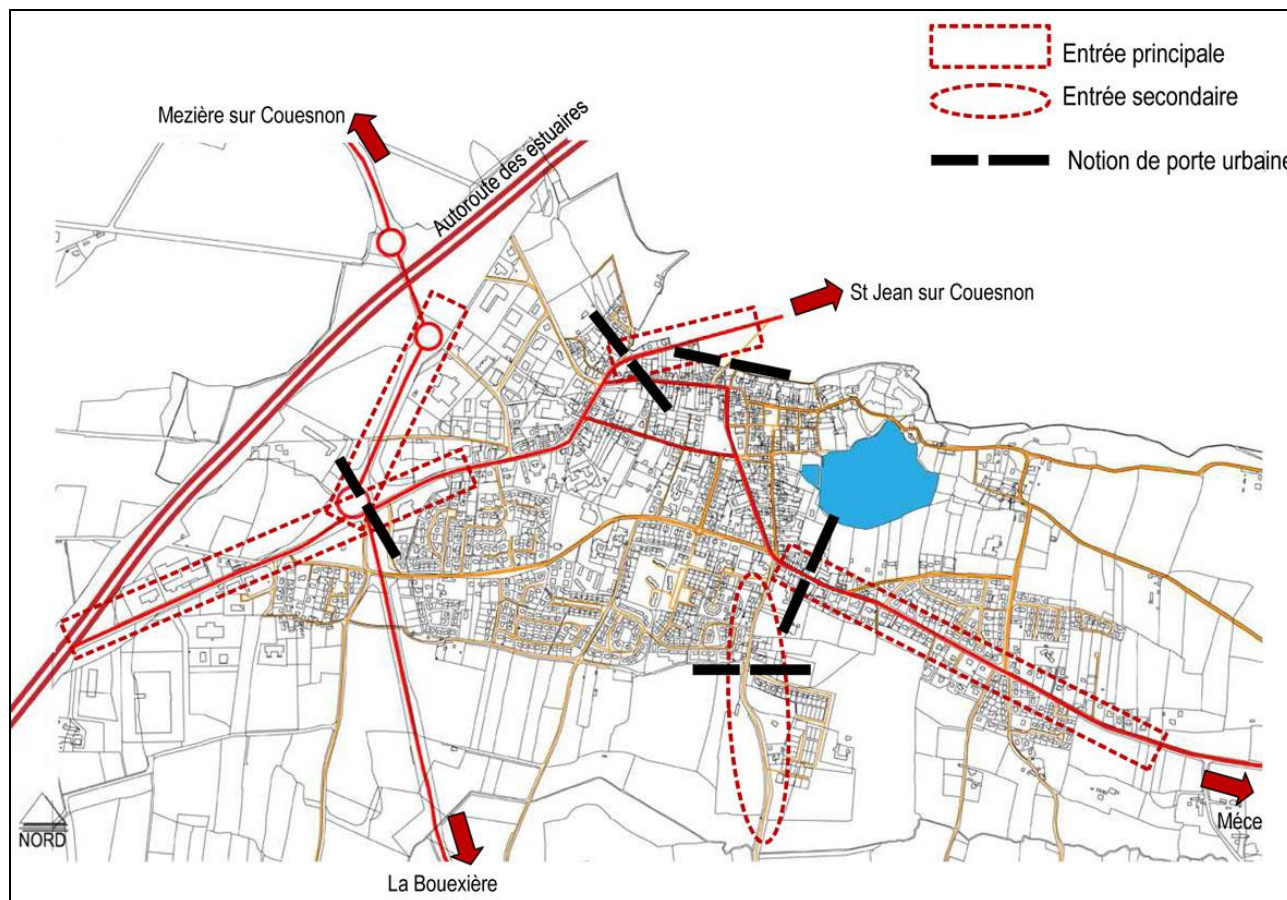 Entrée principale
Entrée secondaire
Notion de porte urbaine
Mezière sur Couesnon
Autoroute des estuaires
St Jean sur Couesnon
NORD
Méce
La Bouexière